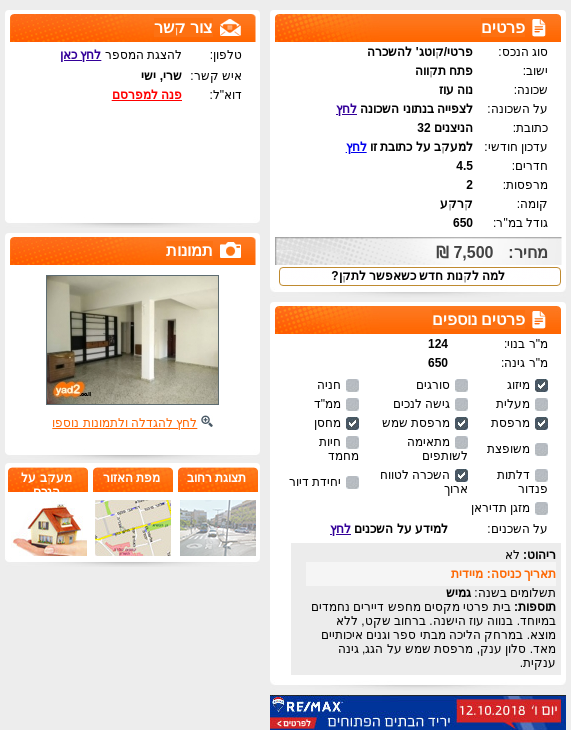 פרטים
סוג הנכס: פרטי/קוטג' להשכרה
ישוב: פתח תקווה
שכונה: נוה עוז
על השכונה: לצפייה בנתוני השכונה לחץ
כתובת: הניצנים 32
עדכון חודשי: למעקב על כתובת זו לחץ
חדרים: 4.5
מרפסות: 2
קומה: קרקע
גודל במ"ר: 650
מחיר: 7,500 ₪
למה לקנות חדש כשאפשר לתקן?
פרטים נוספים
מ"ר בנוי: 124
מ"ר גינה: 650
מיזוג סורגים חניה
מעלית גישה לנכים ממ"ד
מרפסת מרפסת שמש מחסן
משופצת מתאימה לשותפים חיות מחמד
דלתות פנדור השכרה לטווח ארוך יחידת דיור
מזגן תדיראן
על השכנים: למידע על השכנים לחץ
ריהוט: לא
תאריך כניסה: מיידית
תשלומים בשנה: גמיש
תוספות: בית פרטי מקסים מחפש דיירים נחמדים
במיוחד. בנווה עוז הישנה. ברחוב שקט, ללא
מוצא. במרחק הליכה מבתי ספר וגנים איכותיים
מאד. סלון ענק, מרפסת שמש על הגג, גינה
ענקית.
יום ו' 12.10.2018
RE/MAX
יריד הבתים הפתוחים
לפרטים >
צור קשר
טלפון: להצגת המספר לחץ כאן
איש קשר: שרי, ישי
דוא"ל: פנה למפרסם
תמונות
yad2
.co.il
לחץ להגדלה ולתמונות נוספו
תצוגת רחוב
מפת האזור
מעקב על
הנכס